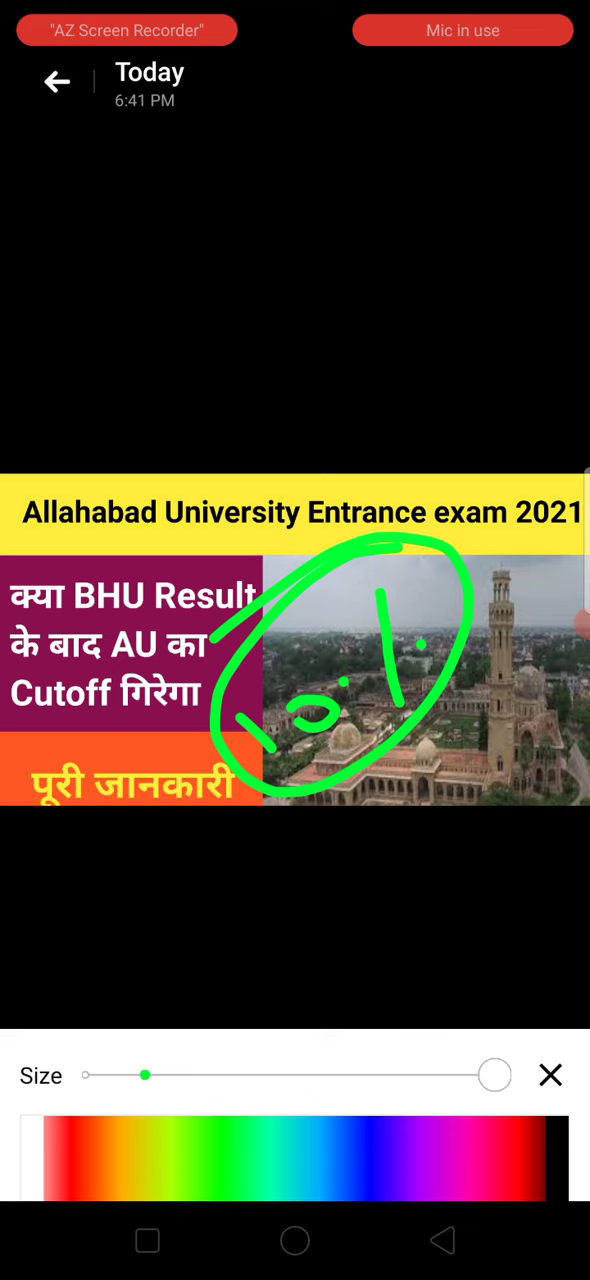 "AZ Screen Recorder"
Mic in use
Today
6:41 PM
Allahabad University Entrance exam 2021
क्या BHU Result
के बाद AU का
Cutoff गिरेगा
पूरी जानकारी
10%
Size